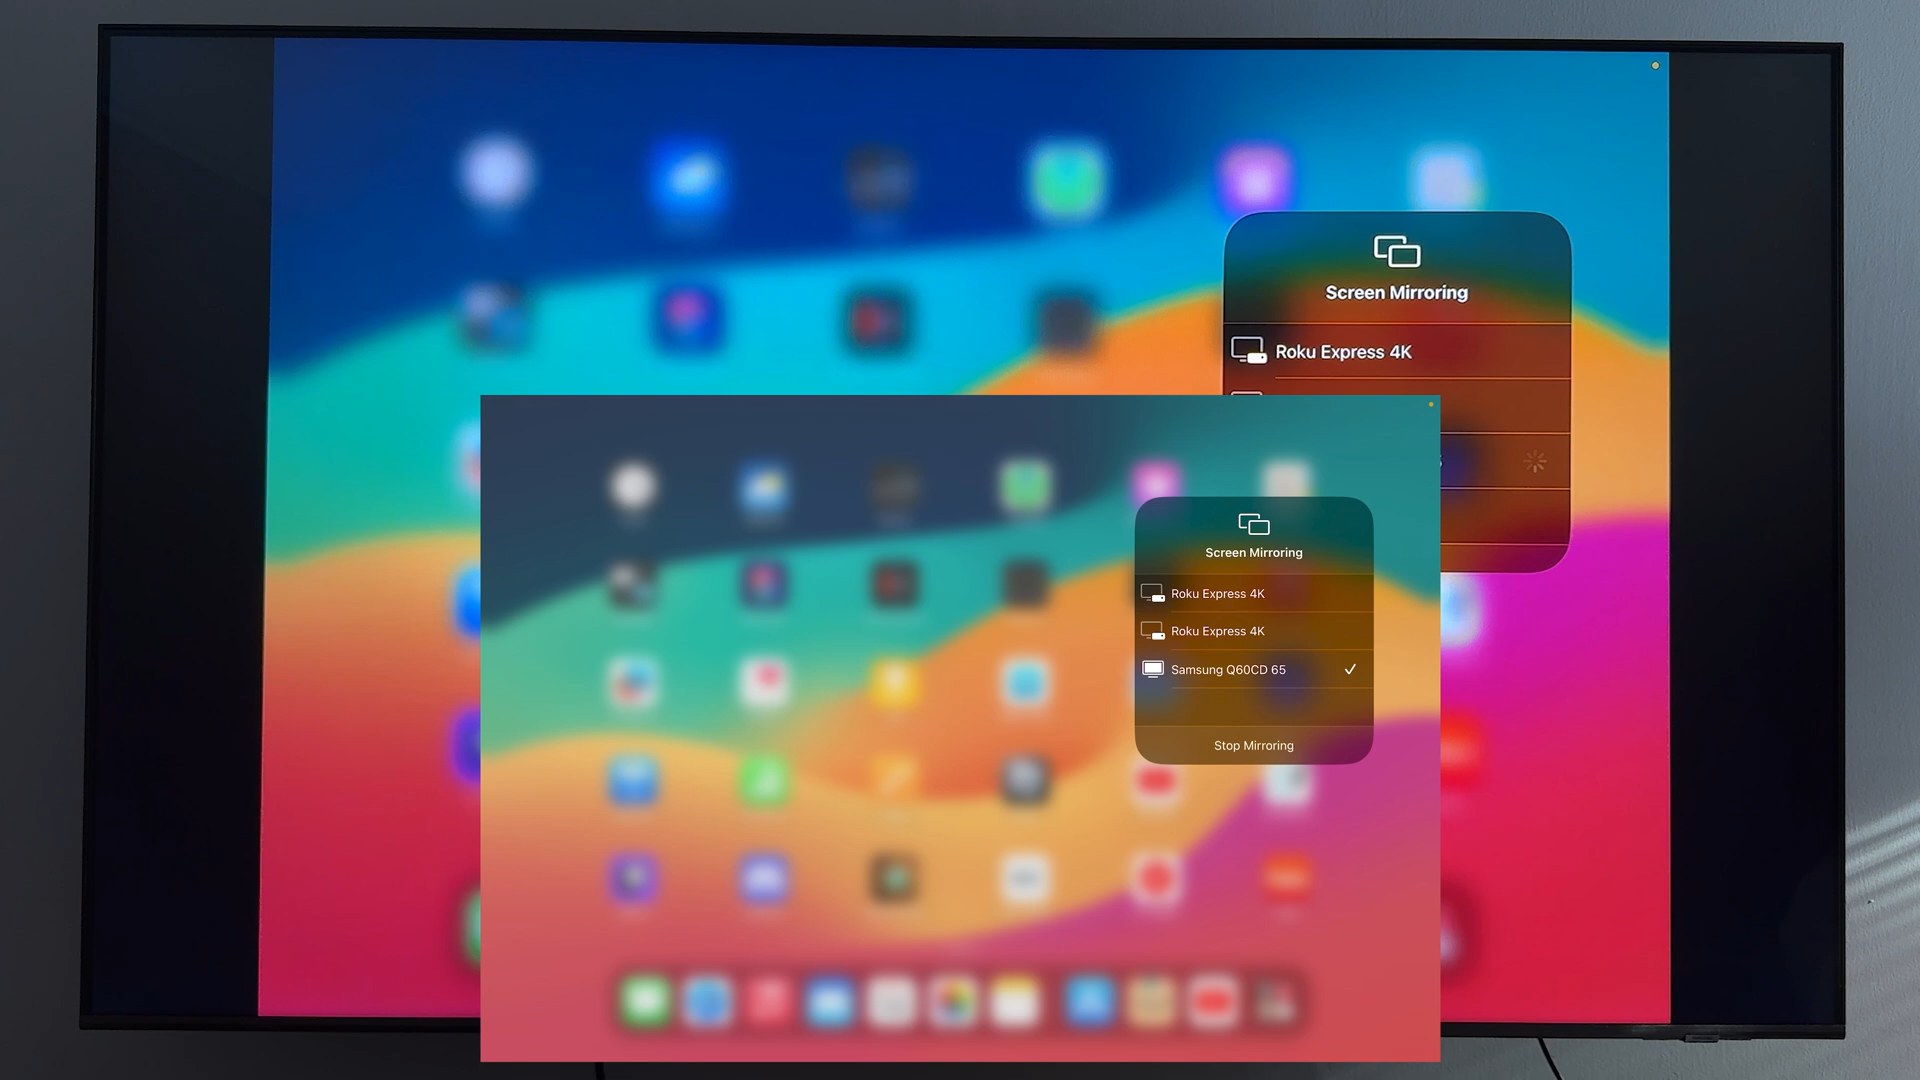 Screen Mirroring
Roku Express 4K
Screen Mirroring
Roku Express 4K
Roku Express 4K
Samsung Q60CD 65
Stop Mirroring